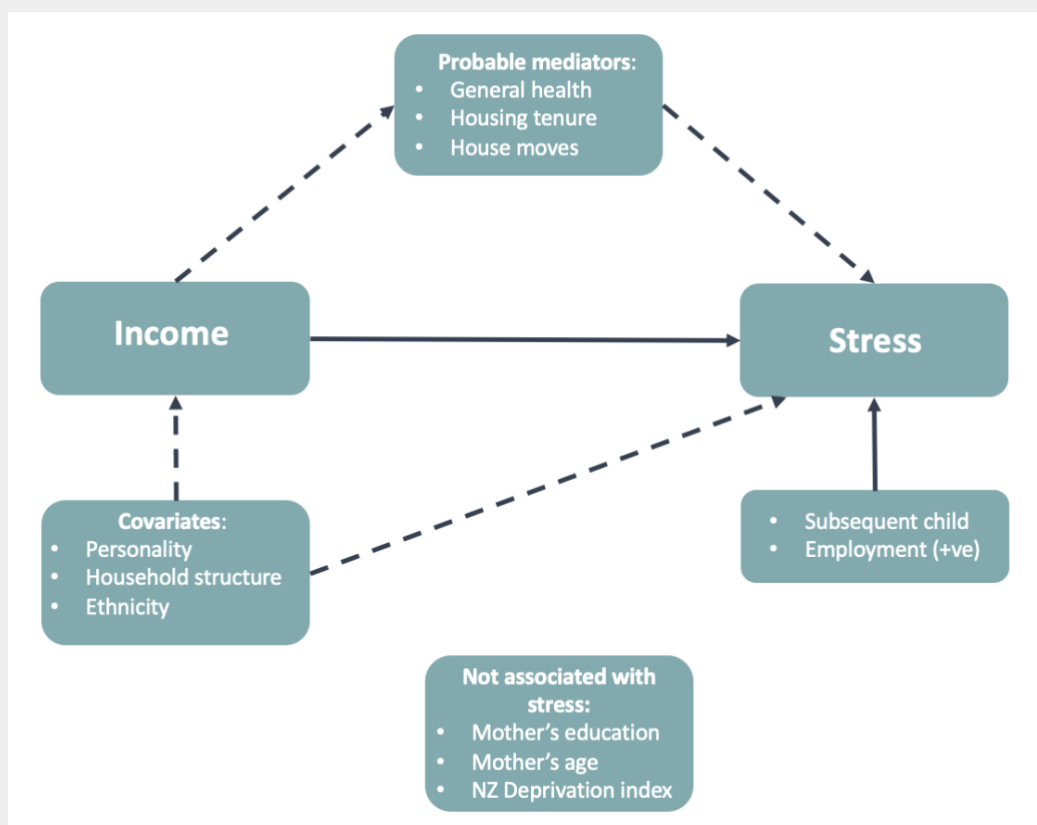 Probable mediators:
• General health
• Housing tenure
• House moves
Income
Stress
Covariates:
• Personality
• Household structure
• Ethnicity
• Subsequent child
• Employment (+ve)
Not associated with
stress:
• Mother’s education
• Mother’s age
• NZ Deprivation index